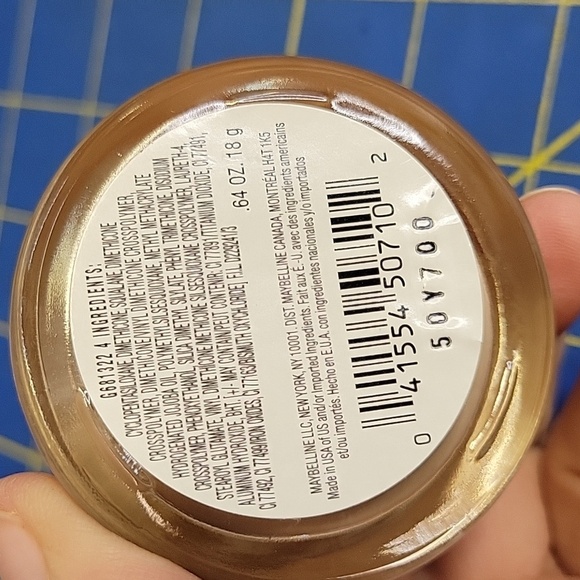 G681322 4 INGREDIENTS:
CYCLOPENTASILOXANE, DIMETHICONE, SQUALANE, DIMETHICONE
CROSSPOLYMER, DIMETHICONE/VINYL DIMETHICONE CROSSPOLYMER,
HYDROGENATED JOJOBA OIL, POLYMETHYLSILSESQUIOXANE, METHYL METHACRYLATE
CROSSPOLYMER, PHENOXYETHANOL, SILICA DIMETHYL SILYLATE, PHENYL TRIMETHICONE, DISODIUM
STEAROYL GLUTAMATE, VINYL DIMETHICONE/METHICONE SILSESQUIOXANE CROSSPOLYMER, LAURETH-4,
ALUMINUM HYDROXIDE, BHT, [+/- MAY CONTAIN/PEUT CONTENIR: CI 77891/TITANIUM DIOXIDE, CI 77491,
CI 77492, CI 77499/IRON OXIDES, CI 77163/BISMUTH OXYCHLORIDE] F.I.L. D29241/3
.64 OZ. 18 g
MAYBELLINE LLC, NEW YORK, NY 10001. DIST. MAYBELLINE CANADA, MONTRÉAL H4T 1K5
Made in USA of US and/or imported ingredients. Fait aux É.-U. avec des ingrédients américains
et/ou importés. Hecho en E.U.A. con ingredientes nacionales y/o importados
0 41554 50710 2
50Y700